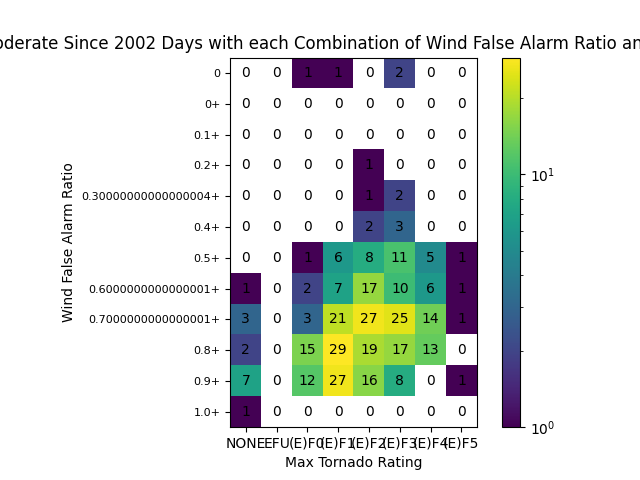 oderate Since 2002 Days with each Combination of Wind False Alarm Ratio an
0 0 0 1 1 0 2 0 0
0+ 0 0 0 0 0 0 0 0
0.1+ 0 0 0 0 0 0 0 0
0.2+ 0 0 0 0 1 0 0 0
0.30000000000000004+ 0 0 0 0 1 2 0 0
0.4+ 0 0 0 0 2 3 0 0
0.5+ 0 0 1 6 8 11 5 1
0.6000000000000001+ 1 0 2 7 17 10 6 1
0.7000000000000001+ 3 0 3 21 27 25 14 1
0.8+ 2 0 15 29 19 17 13 0
0.9+ 7 0 12 27 16 8 0 1
1.0+ 1 0 0 0 0 0 0 0
NONE EFU (E)F0 (E)F1 (E)F2 (E)F3 (E)F4 (E)F5
Max Tornado Rating
Wind False Alarm Ratio
10^1
10^0